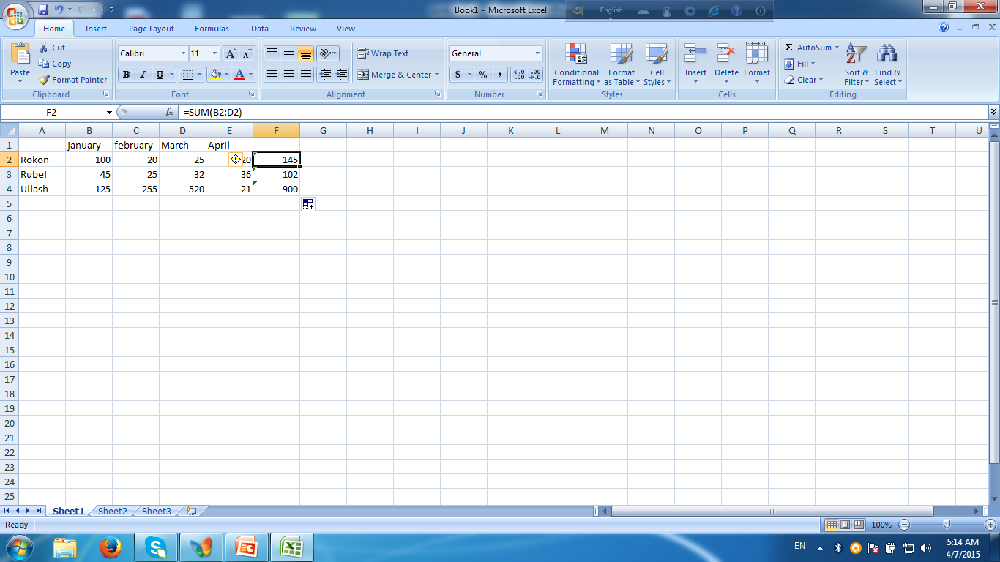 Book1 - Microsoft Excel
English
Home Insert Page Layout Formulas Data Review View
Paste
Cut
Copy
Format Painter
Clipboard
Calibri 11
B I U A
Font
Wrap Text
Merge & Center
Alignment
General
$ % , .00 .0
Number
Conditional Formatting
Format as Table
Cell Styles
Styles
Insert Delete Format
Cells
Σ AutoSum
Fill
Clear
Sort & Filter
Find & Select
Editing
F2 fx =SUM(B2:D2)
A B C D E F G H I J K L M N O P Q R S T U
1 january february March April
2 Rokon 100 20 25 20 145
3 Rubel 45 25 32 36 102
4 Ullash 125 255 520 21 900
5
6
7
8
9
10
11
12
13
14
15
16
17
18
19
20
21
22
23
24
25
Sheet1 Sheet2 Sheet3
Ready 100%
EN 5:14 AM
4/7/2015